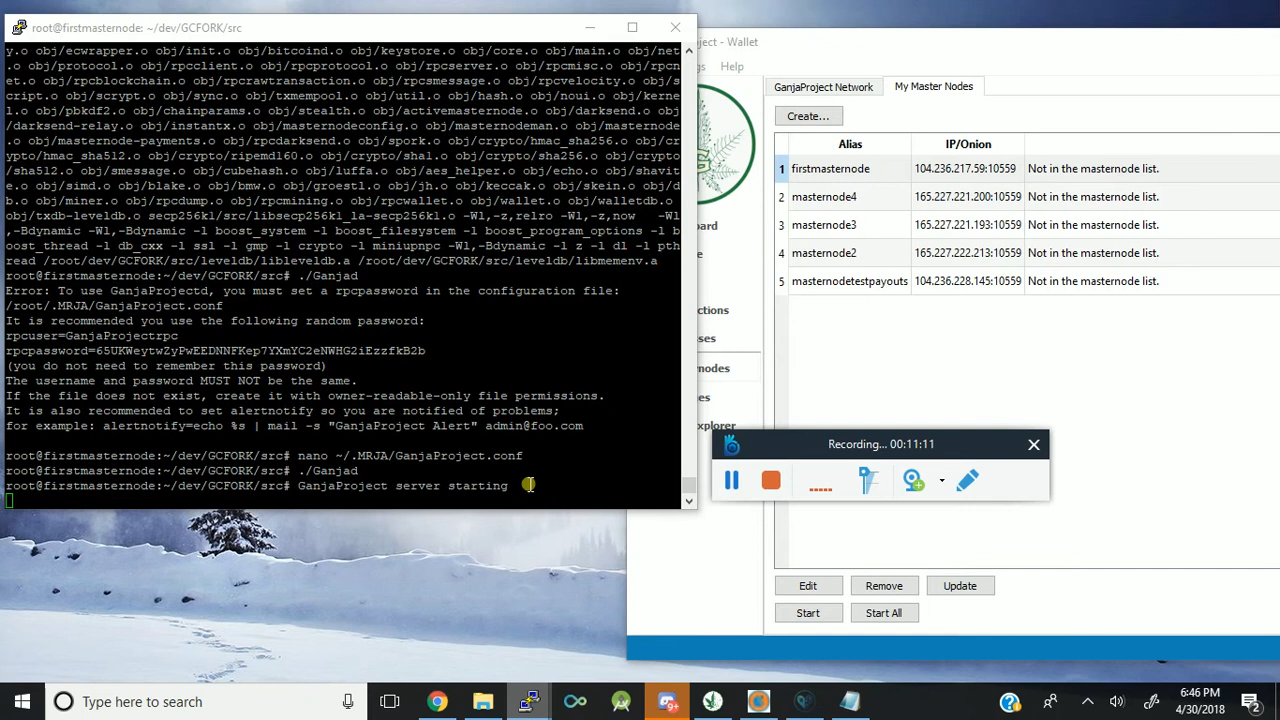 root@firstmasternode: ~/dev/GCFORK/src
y.o obj/ecwrapper.o obj/init.o obj/bitcoind.o obj/keystore.o obj/core.o obj/main.o obj/net
.o obj/protocol.o obj/rpcclient.o obj/rpcprotocol.o obj/rpcserver.o obj/rpcmisc.o obj/rpcn
et.o obj/rpcblockchain.o obj/rpcrawtransaction.o obj/rpcsmessage.o obj/rpcvelocity.o obj/s
cript.o obj/scrypt.o obj/sync.o obj/txmempool.o obj/util.o obj/hash.o obj/noui.o obj/kerne
l.o obj/pbkdf2.o obj/chainparams.o obj/stealth.o obj/activemasternode.o obj/darksend.o obj
/darksend-relay.o obj/instantx.o obj/masternodeconfig.o obj/masternodeman.o obj/masternode
.o obj/masternode-payments.o obj/rpcdarksend.o obj/spork.o obj/crypto/hmac_sha256.o obj/cr
ypto/hmac_sha512.o obj/crypto/ripemd160.o obj/crypto/sha1.o obj/crypto/sha256.o obj/crypto
/sha512.o obj/smessage.o obj/cubehash.o obj/luffa.o obj/aes_helper.o obj/echo.o obj/shavit
e.o obj/simd.o obj/blake.o obj/bmw.o obj/groestl.o obj/jh.o obj/keccak.o obj/skein.o obj/d
b.o obj/miner.o obj/rpcdump.o obj/rpcmining.o obj/rpcwallet.o obj/wallet.o obj/walletdb.o
obj/txdb-leveldb.o secp256k1/src/libsecp256k1_la-secp256k1.o -Wl,-z,relro -Wl,-z,now   -Wl
,-Bdynamic -Wl,-Bdynamic -l boost_system -l boost_filesystem -l boost_program_options -l b
oost_thread -l db_cxx -l ssl -l gmp -l crypto -l miniupnpc -Wl,-Bdynamic -l z -l dl -l pth
read /root/dev/GCFORK/src/leveldb/libleveldb.a /root/dev/GCFORK/src/leveldb/libmemenv.a
root@firstmasternode:~/dev/GCFORK/src# ./Ganjad
Error: To use GanjaProjectd, you must set a rpcpassword in the configuration file:
/root/.MRJA/GanjaProject.conf
It is recommended you use the following random password:
rpcuser=GanjaProjectrpc
rpcpassword=65UKWeytwZyPwEEDNNFKep7YXmYC2eNWHG2iEzzfkB2b
(you do not need to remember this password)
The username and password MUST NOT be the same.
If the file does not exist, create it with owner-readable-only file permissions.
It is also recommended to set alertnotify so you are notified of problems;
for example: alertnotify=echo %s | mail -s "GanjaProject Alert" admin@foo.com
root@firstmasternode:~/dev/GCFORK/src# nano ~/.MRJA/GanjaProject.conf
root@firstmasternode:~/dev/GCFORK/src# ./Ganjad
root@firstmasternode:~/dev/GCFORK/src# GanjaProject server starting
oject - Wallet
gs Help
GanjaProject Network My Master Nodes
Create...
Alias IP/Onion
1 firstmasternode 104.236.217.59:10559 Not in the masternode list.
2 masternode4 165.227.221.200:10559 Not in the masternode list.
3 masternode3 165.227.221.193:10559 Not in the masternode list.
4 masternode2 165.227.222.213:10559 Not in the masternode list.
5 masternodetestpayouts 104.236.228.145:10559 Not in the masternode list.
oard
e
ctions
ses
nodes
es
xplorer
Recording... 00:11:11
Edit Remove Update
Start Start All
Type here to search
9+
6:46 PM
4/30/2018
2